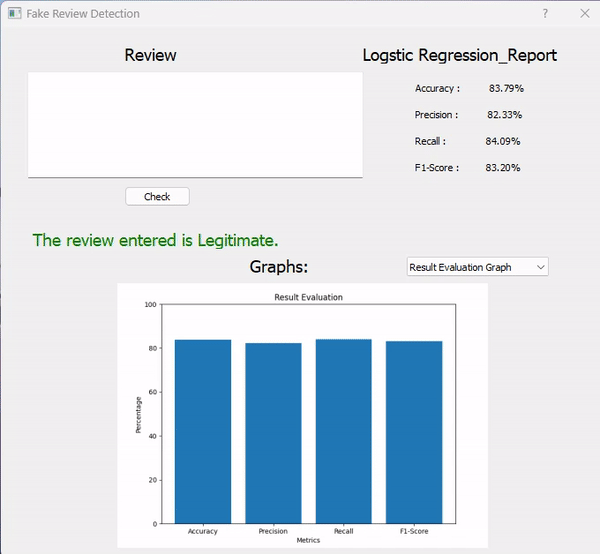 Fake Review Detection
Review
Logstic Regression_Report
Accuracy : 83.79%
Precision : 82.33%
Recall : 84.09%
F1-Score : 83.20%
Check
The review entered is Legitimate.
Graphs:
Result Evaluation Graph
Result Evaluation
100
80
60
40
20
0
Percentage
Accuracy Precision Recall F1-Score
Metrics